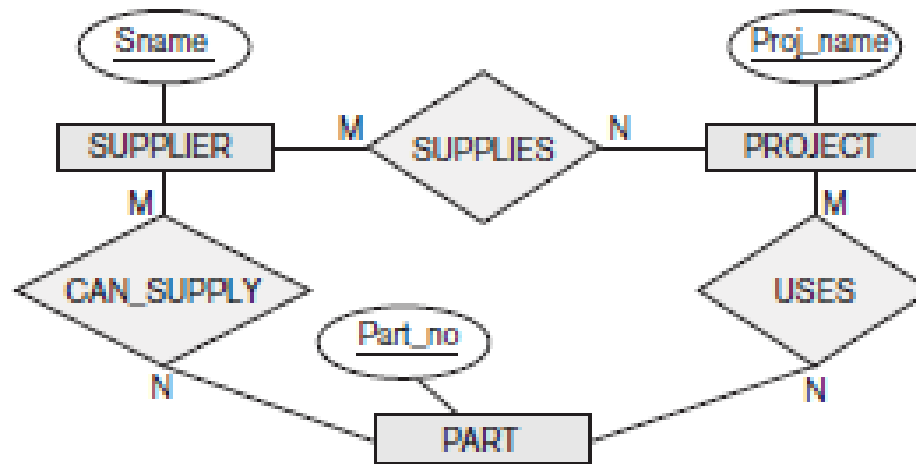 Sname
Proj_name
M
N
SUPPLIER
SUPPLIES
PROJECT
M
M
CAN_SUPPLY
USES
Part_no
N
N
PART